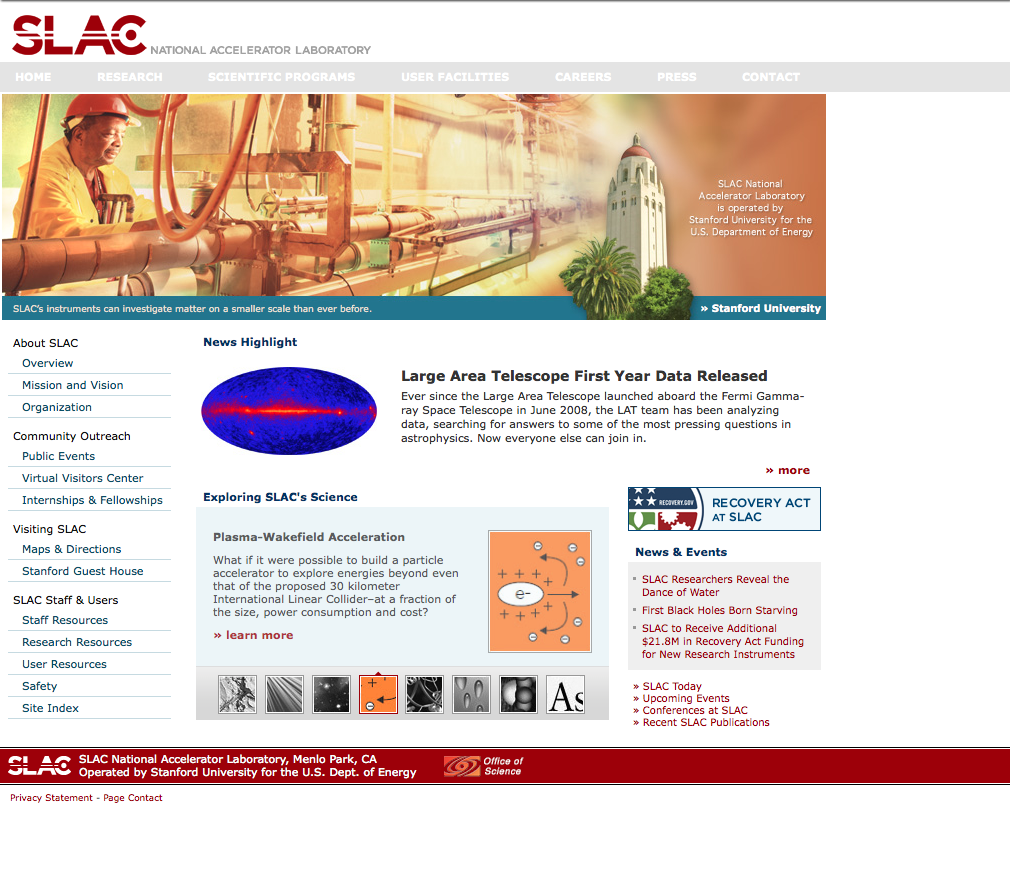 SLAC NATIONAL ACCELERATOR LABORATORY
HOME RESEARCH SCIENTIFIC PROGRAMS USER FACILITIES CAREERS PRESS CONTACT
SLAC National
Accelerator Laboratory
is operated by
Stanford University for the
U.S. Department of Energy
SLAC's instruments can investigate matter on a smaller scale than ever before.
» Stanford University
About SLAC
Overview
Mission and Vision
Organization
Community Outreach
Public Events
Virtual Visitors Center
Internships & Fellowships
Visiting SLAC
Maps & Directions
Stanford Guest House
SLAC Staff & Users
Staff Resources
Research Resources
User Resources
Safety
Site Index
News Highlight
Large Area Telescope First Year Data Released
Ever since the Large Area Telescope launched aboard the Fermi Gamma-
ray Space Telescope in June 2008, the LAT team has been analyzing
data, searching for answers to some of the most pressing questions in
astrophysics. Now everyone else can join in.
» more
Exploring SLAC's Science
Plasma-Wakefield Acceleration
What if it were possible to build a particle
accelerator to explore energies beyond even
that of the proposed 30 kilometer
International Linear Collider–at a fraction of
the size, power consumption and cost?
» learn more
e-
As
RECOVERY.GOV
RECOVERY ACT
AT SLAC
News & Events
SLAC Researchers Reveal the
Dance of Water
First Black Holes Born Starving
SLAC to Receive Additional
$21.8M in Recovery Act Funding
for New Research Instruments
» SLAC Today
» Upcoming Events
» Conferences at SLAC
» Recent SLAC Publications
SLAC
SLAC National Accelerator Laboratory, Menlo Park, CA
Operated by Stanford University for the U.S. Dept. of Energy
Office of
Science
Privacy Statement - Page Contact